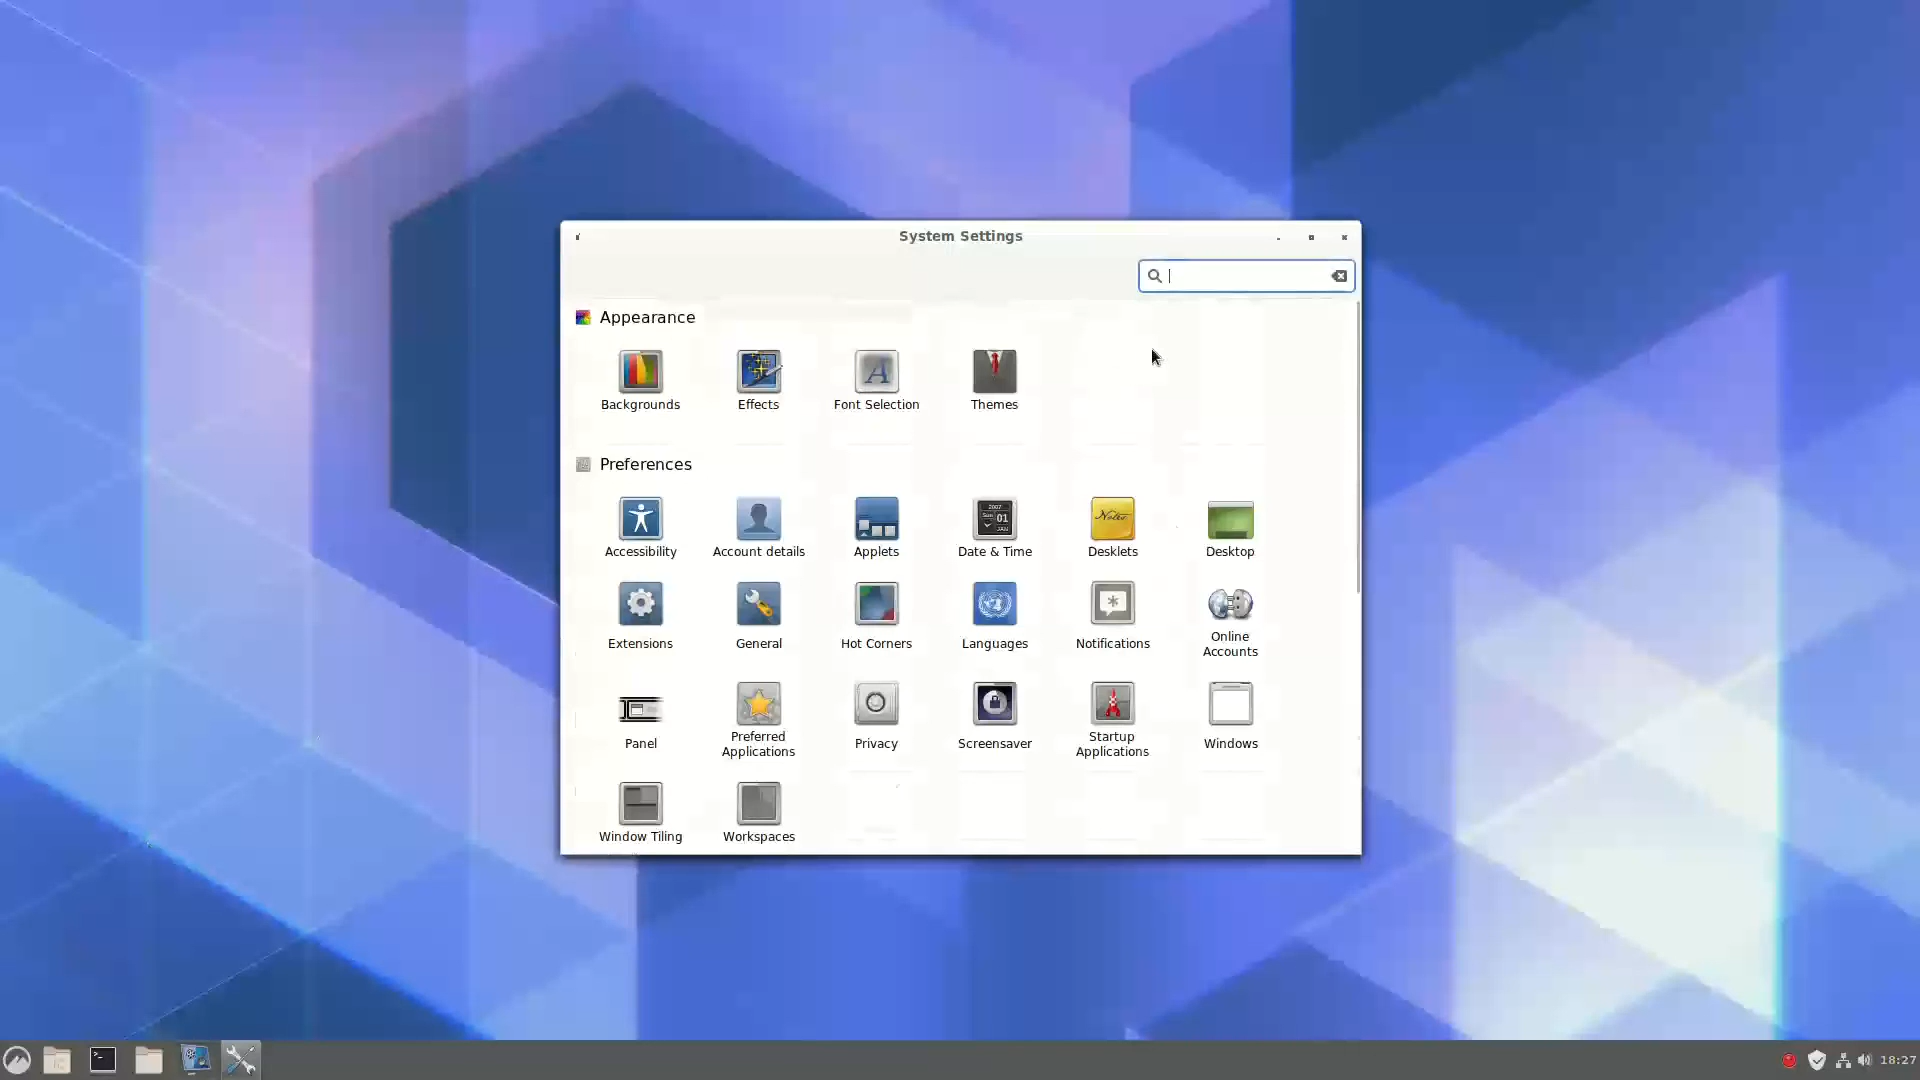 System Settings
Appearance
Backgrounds Effects Font Selection Themes
Preferences
Accessibility Account details Applets Date & Time Desklets Desktop
Extensions General Hot Corners Languages Notifications Online Accounts
Panel Preferred Applications Privacy Screensaver Startup Applications Windows
Window Tiling Workspaces
18:27